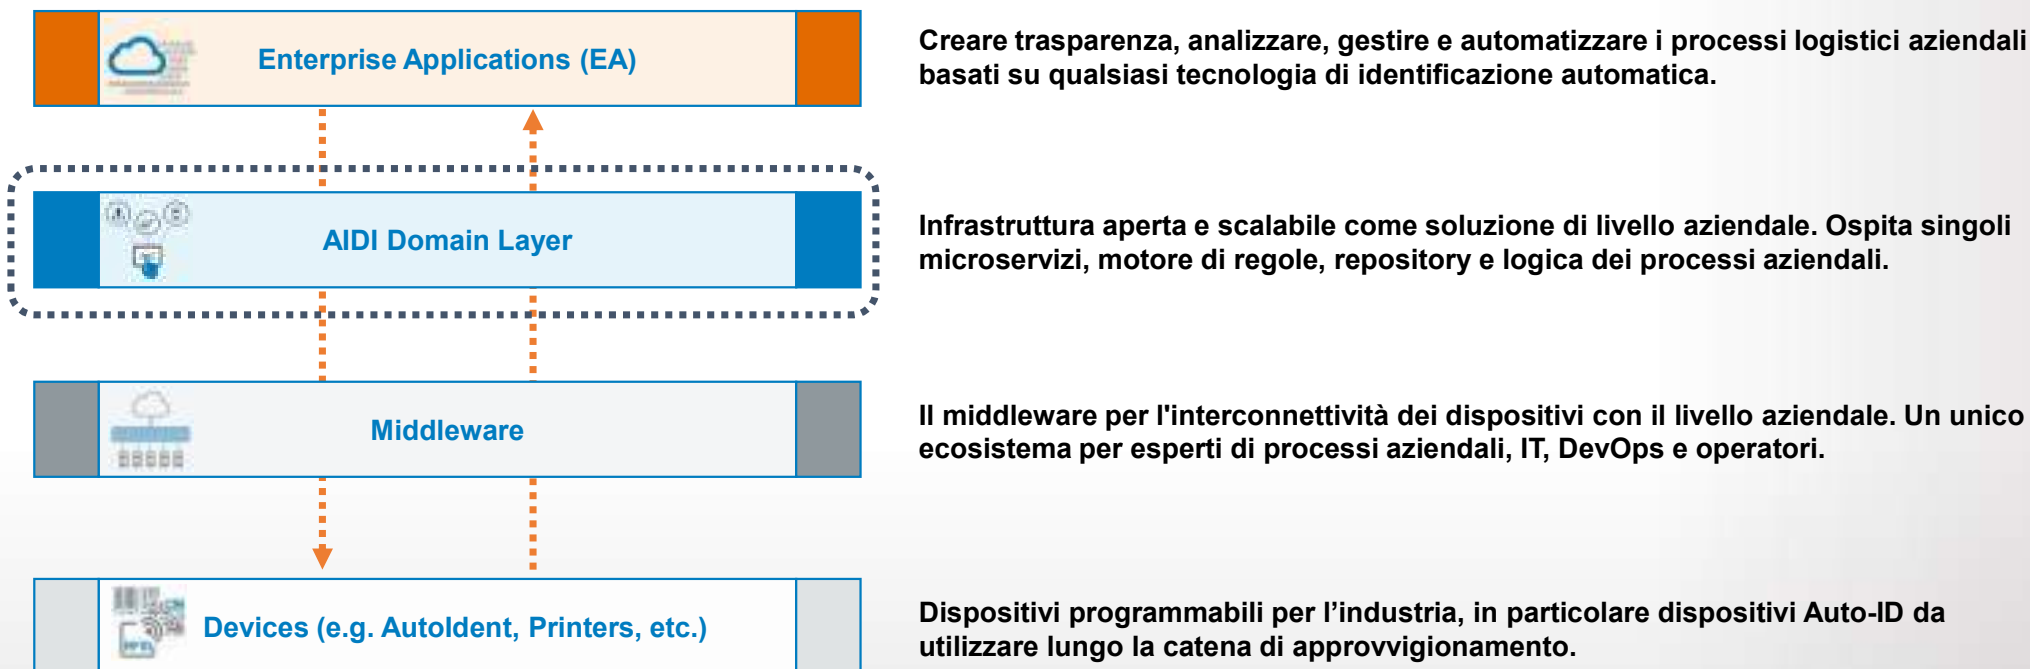 Enterprise Applications (EA)
Creare trasparenza, analizzare, gestire e automatizzare i processi logistici aziendali
basati su qualsiasi tecnologia di identificazione automatica.
AIDI Domain Layer
Infrastruttura aperta e scalabile come soluzione di livello aziendale. Ospita singoli
microservizi, motore di regole, repository e logica dei processi aziendali.
Middleware
Il middleware per l'interconnettività dei dispositivi con il livello aziendale. Un unico
ecosistema per esperti di processi aziendali, IT, DevOps e operatori.
Devices (e.g. AutoIdent, Printers, etc.)
Dispositivi programmabili per l’industria, in particolare dispositivi Auto-ID da
utilizzare lungo la catena di approvvigionamento.